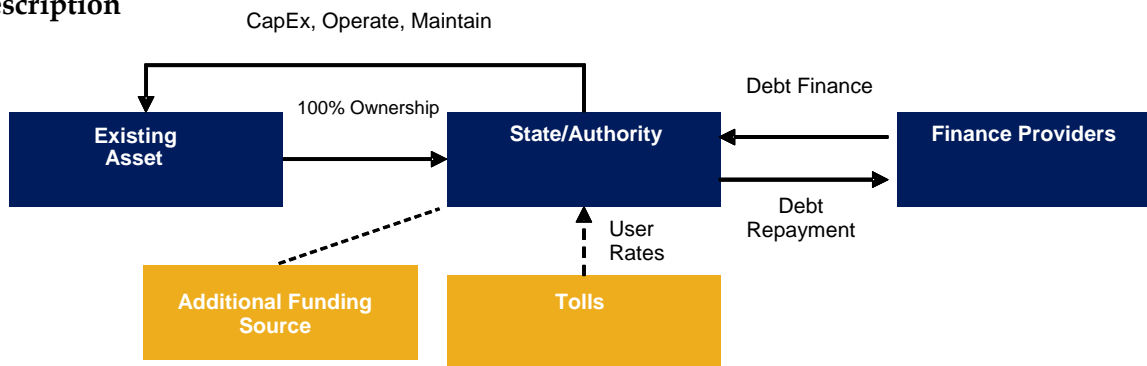 CapEx, Operate, Maintain
Debt Finance
100% Ownership
Existing
Asset
State/Authority
Finance Providers
Debt
Repayment
User
Rates
Additional Funding
Source
Tolls